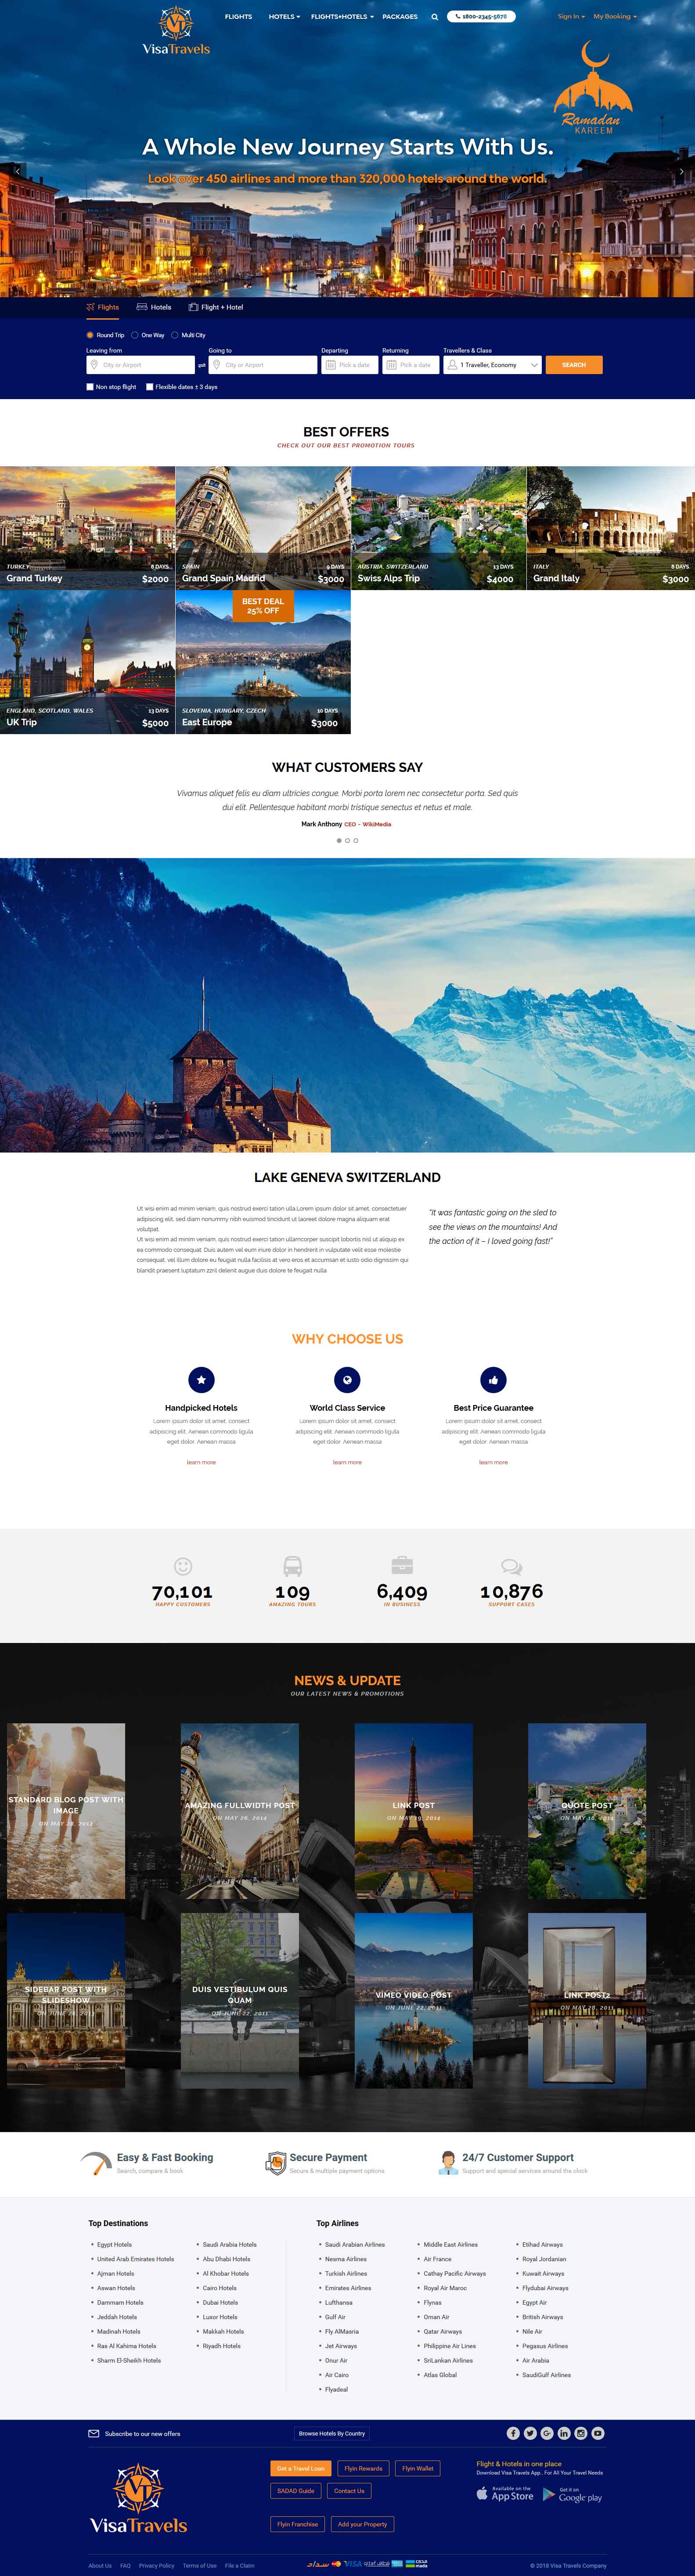 VisaTravels
FLIGHTS HOTELS FLIGHTS+HOTELS PACKAGES 1800-2345-5678 Sign In My Booking
Ramadan
KAREEM
A Whole New Journey Starts With Us.
Look over 450 airlines and more than 320,000 hotels around the world.
Flights Hotels Flight + Hotel
Round Trip One Way Multi City
Leaving from Going to Departing Returning Travellers & Class
City or Airport City or Airport Pick a date Pick a date 1 Traveller, Economy SEARCH
Non stop flight Flexible dates ± 3 days
BEST OFFERS
CHECK OUT OUR BEST PROMOTION TOURS
TURKEY 8 DAYS
Grand Turkey $2000
SPAIN 9 DAYS
Grand Spain Madrid $3000
AUSTRIA, SWITZERLAND 13 DAYS
Swiss Alps Trip $4000
ITALY 8 DAYS
Grand Italy $3000
ENGLAND, SCOTLAND, WALES 13 DAYS
UK Trip $5000
BEST DEAL
25% OFF
SLOVENIA, HUNGARY, CZECH 10 DAYS
East Europe $3000
WHAT CUSTOMERS SAY
Vivamus aliquet felis eu diam ultricies congue. Morbi porta lorem nec consectetur porta. Sed quis
dui elit. Pellentesque habitant morbi tristique senectus et netus et male.
Mark Anthony CEO - WikiMedia
LAKE GENEVA SWITZERLAND
Ut wisi enim ad minim veniam, quis nostrud exerci tation ulla.Lorem ipsum dolor sit amet, consectetuer
adipiscing elit, sed diam nonummy nibh euismod tincidunt ut laoreet dolore magna aliquam erat
volutpat.
Ut wisi enim ad minim veniam, quis nostrud exerci tation ullamcorper suscipit lobortis nisl ut aliquip ex
ea commodo consequat. Duis autem vel eum iriure dolor in hendrerit in vulputate velit esse molestie
consequat, vel illum dolore eu feugiat nulla facilisis at vero eros et accumsan et iusto odio dignissim qui
blandit praesent luptatum zzril delenit augue duis dolore te feugait nulla
"It was fantastic going on the sled to
see the views on the mountains! And
the action of it – I loved going fast!"
WHY CHOOSE US
Handpicked Hotels
Lorem ipsum dolor sit amet, consect
adipiscing elit. Aenean commodo ligula
eget dolor. Aenean massa
learn more
World Class Service
Lorem ipsum dolor sit amet, consect
adipiscing elit. Aenean commodo ligula
eget dolor. Aenean massa
learn more
Best Price Guarantee
Lorem ipsum dolor sit amet, consect
adipiscing elit. Aenean commodo ligula
eget dolor. Aenean massa
learn more
70,101 109 6,409 10,876
HAPPY CUSTOMERS AMAZING TOURS IN BUSINESS SUPPORT CASES
NEWS & UPDATE
OUR LATEST NEWS & PROMOTIONS
STANDARD BLOG POST WITH
IMAGE
AMAZING FULLWIDTH POST
ON MAY 26, 2014
LINK POST
QUOTE POST
SIDEBAR POST WITH
SLIDESHOW
DUIS VESTIBULUM QUIS
QUAM
ON JUNE 22, 2011
VIMEO VIDEO POST
ON JUNE 22, 2011
LINK POST2
ON MAY 28, 2011
Easy & Fast Booking
Search, compare & book
Secure Payment
Secure & multiple payment options
24/7 Customer Support
Support and special services around the clock
Top Destinations
Egypt Hotels Saudi Arabia Hotels
United Arab Emirates Hotels Abu Dhabi Hotels
Ajman Hotels Al Khobar Hotels
Aswan Hotels Cairo Hotels
Dammam Hotels Dubai Hotels
Jeddah Hotels Luxor Hotels
Madinah Hotels Makkah Hotels
Ras Al Kahima Hotels Riyadh Hotels
Sharm El-Sheikh Hotels
Top Airlines
Saudi Arabian Airlines Middle East Airlines Etihad Airways
Nesma Airlines Air France Royal Jordanian
Turkish Airlines Cathay Pacific Airways Kuwait Airways
Emirates Airlines Royal Air Maroc Flydubai Airways
Lufthansa Flynas Egypt Air
Gulf Air Oman Air British Airways
Fly AlMasria Qatar Airways Nile Air
Jet Airways Philippine Air Lines Pegasus Airlines
Onur Air SriLankan Airlines Air Arabia
Air Cairo Atlas Global SaudiGulf Airlines
Flyadeal
Subscribe to our new offers Browse Hotels By Country
VisaTravels
Get a Travel Loan Flyin Rewards Flyin Wallet
SADAD Guide Contact Us
Flyin Franchise Add your Property
Flight & Hotels in one place
Download Visa Travels App.. For All Your Travel Needs
Available on the
App Store
Get it on
Google play
About Us FAQ Privacy Policy Terms of Use File a Claim
سداد VISA mada
© 2018 Visa Travels Company